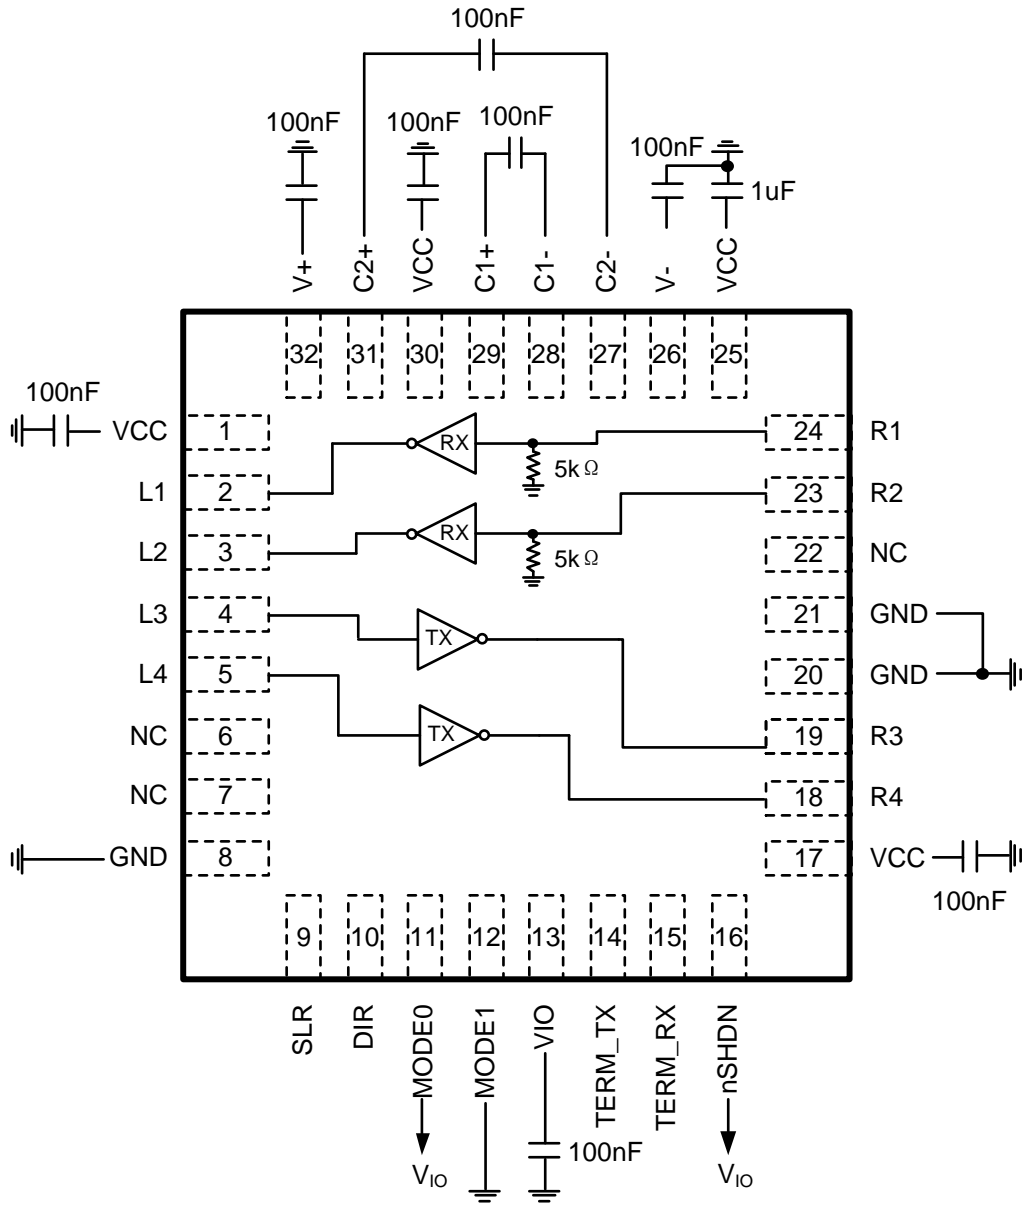 100nF
100nF
100nF
100nF
100nF
1uF
V+
C2+
VCC
C1+
C1-
C2-
V-
VCC
32
31
30
29
28
27
26
25
100nF
VCC
1
RX
5kΩ
24
R1
L1
2
23
R2
L2
3
RX
5kΩ
22
NC
L3
4
TX
21
GND
L4
5
20
GND
NC
6
TX
19
R3
NC
7
18
R4
GND
8
17
VCC
100nF
9
10
11
12
13
14
15
16
SLR
DIR
MODE0
MODE1
VIO
TERM_TX
TERM_RX
nSHDN
100nF
VIO
VIO